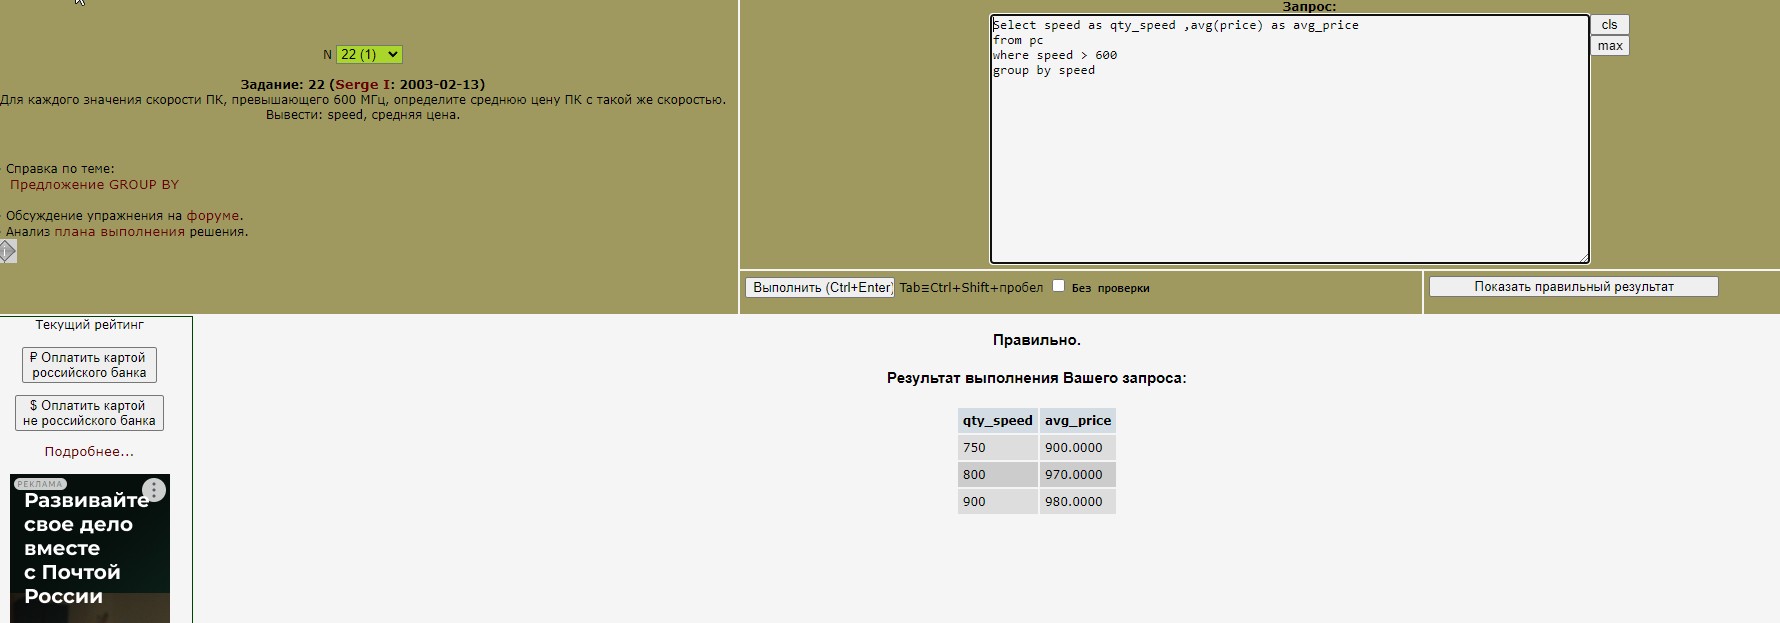 N 22 (1)
Задание: 22 (Serge I: 2003-02-13)
Для каждого значения скорости ПК, превышающего 600 МГц, определите среднюю цену ПК с такой же скоростью.
Вывести: speed, средняя цена.
Справка по теме:
Предложение GROUP BY
Обсуждение упражнения на форуме.
Анализ плана выполнения решения.
Запрос:
Select speed as qty_speed ,avg(price) as avg_price
from pc
where speed > 600
group by speed
cls
max
Выполнить (Ctrl+Enter) Tab≡Ctrl+Shift+пробел Без проверки
Показать правильный результат
Текущий рейтинг
₽ Оплатить картой
российского банка
$ Оплатить картой
не российского банка
Подробнее...
РЕКЛАМА
Развивайте
свое дело
вместе
с Почтой
России
Правильно.
Результат выполнения Вашего запроса:
qty_speed avg_price
750 900.0000
800 970.0000
900 980.0000